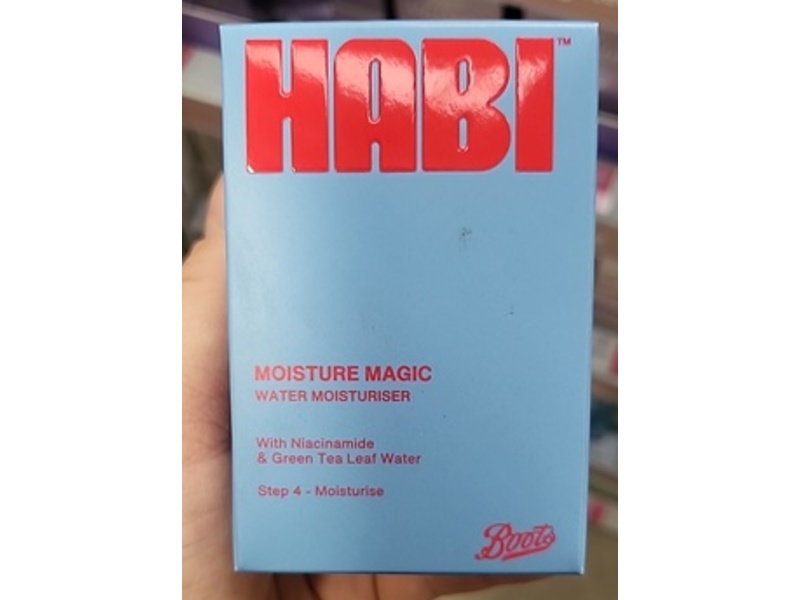 HABI™
MOISTURE MAGIC
WATER MOISTURISER
With Niacinamide
& Green Tea Leaf Water
Step 4 - Moisturise
Boots